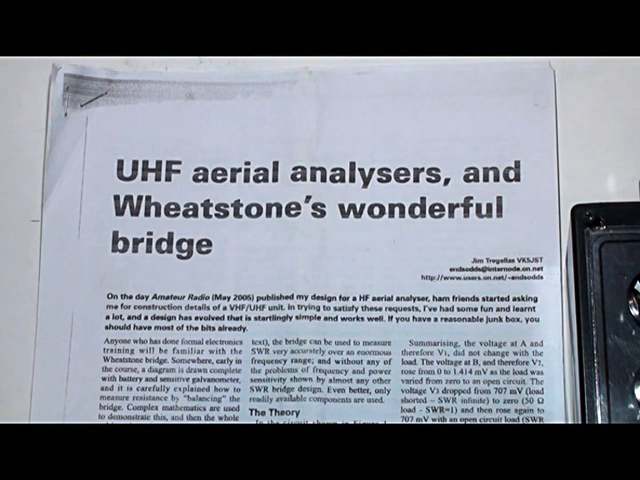 UHF aerial analysers, and
Wheatstone's wonderful
bridge
Jim Tregellas VK5JST
endsodds@internode.on.net
http://www.users.on.net/~endsodds
On the day Amateur Radio (May 2005) published my design for a HF aerial analyser, ham friends started asking
me for construction details of a VHF/UHF unit. In trying to satisfy these requests, I've had some fun and learnt
a lot, and a design has evolved that is startlingly simple and works well. If you have a reasonable junk box, you
should have most of the bits already.
Anyone who has done formal electronics
training will be familiar with the
Wheatstone bridge. Somewhere, early in
the course, a diagram is drawn complete
with battery and sensitive galvanometer,
and it is carefully explained how to
measure resistance by "balancing" the
bridge. Complex mathematics are used
to demonstrate this, and then the whole
text), the bridge can be used to measure
SWR very accurately over an enormous
frequency range; and without any of
the problems of frequency and power
sensitivity shown by almost any other
SWR bridge design. Even better, only
readily available components are used.
The Theory
In the circuit shown in Figure 1
Summarising, the voltage at A and
therefore V1, did not change with the
load. The voltage at B, and therefore V2,
rose from 0 to 1.414 mV as the load was
varied from zero to an open circuit. The
voltage V3 dropped from 707 mV (load
shorted - SWR infinite) to zero (50 Ω
load - SWR=1) and then rose again to
707 mV with an open circuit load (SWR